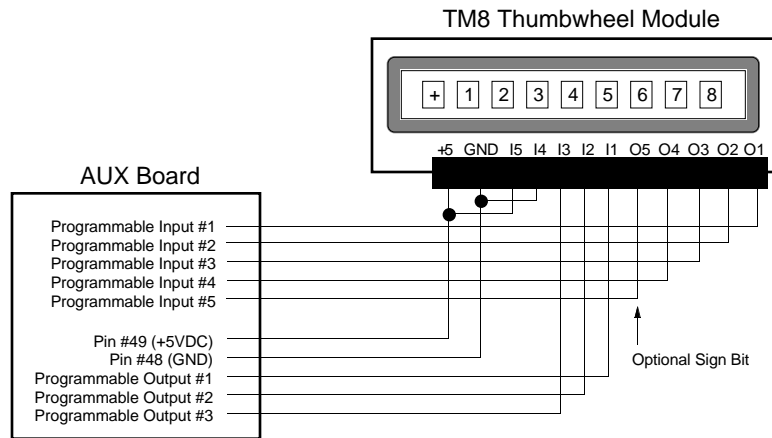 TM8 Thumbwheel Module
+ 1 2 3 4 5 6 7 8
+5 GND I5 I4 I3 I2 I1 O5 O4 O3 O2 O1
AUX Board
Programmable Input #1
Programmable Input #2
Programmable Input #3
Programmable Input #4
Programmable Input #5
Pin #49 (+5VDC)
Pin #48 (GND)
Programmable Output #1
Programmable Output #2
Programmable Output #3
Optional Sign Bit